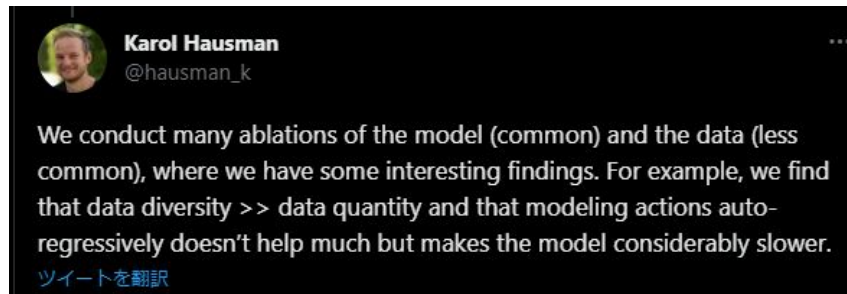 Karol Hausman
@hausman_k
We conduct many ablations of the model (common) and the data (less
common), where we have some interesting findings. For example, we find
that data diversity >> data quantity and that modeling actions auto-
regressively doesn't help much but makes the model considerably slower.
ツイートを翻訳